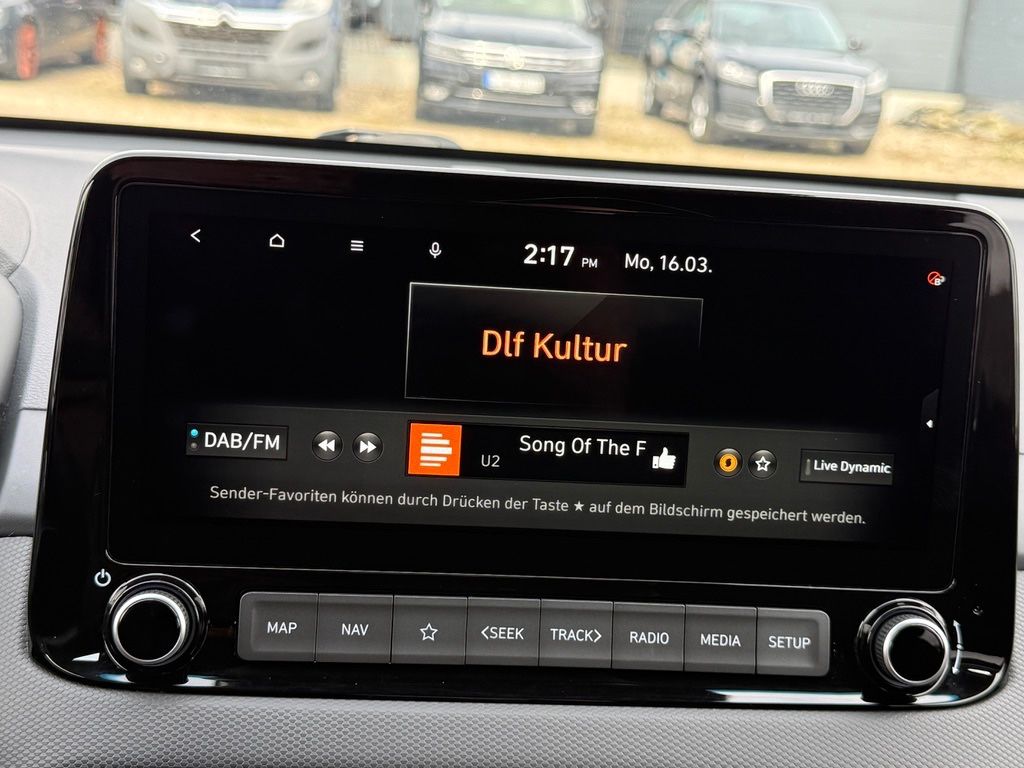 2:17 PM Mo, 16.03.
Dlf Kultur
DAB/FM
Song Of The F
U2
Live Dynamic
Sender-Favoriten können durch Drücken der Taste ★ auf dem Bildschirm gespeichert werden.
MAP NAV ☆ <SEEK TRACK> RADIO MEDIA SETUP